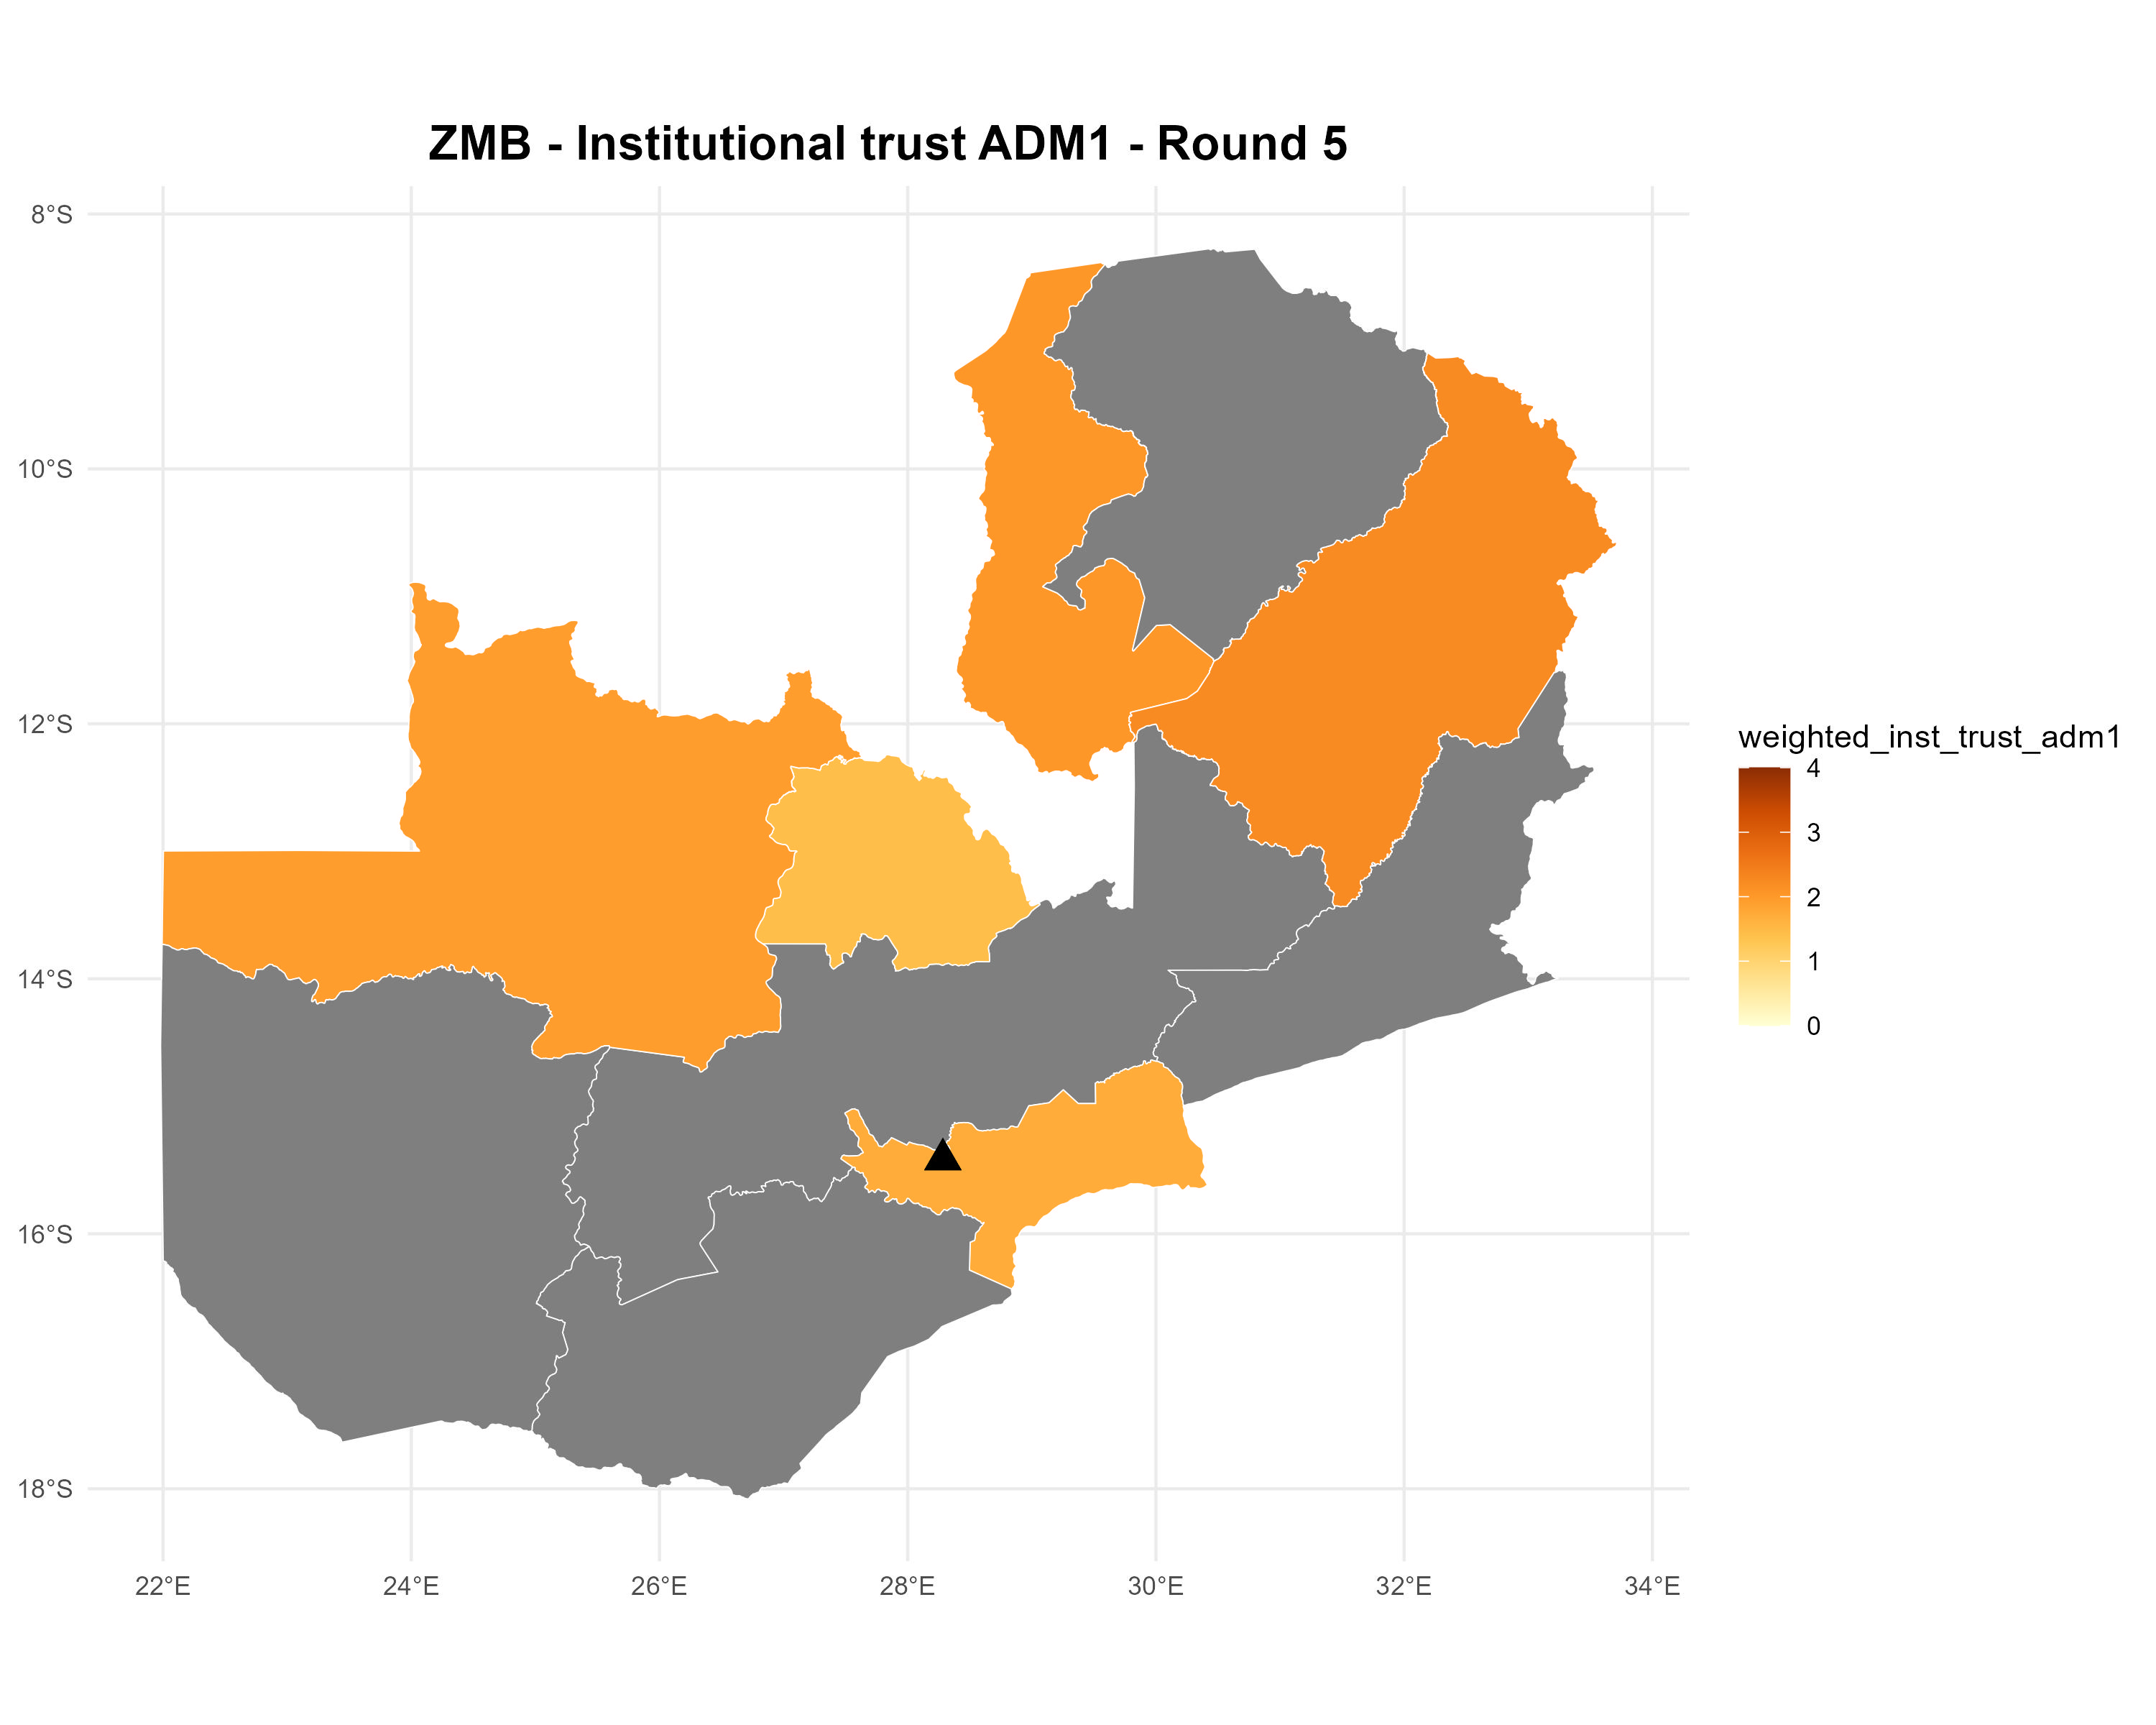 ZMB - Institutional trust ADM1 - Round 5
8°S
10°S
12°S
14°S
16°S
18°S
22°E 24°E 26°E 28°E 30°E 32°E 34°E
weighted_inst_trust_adm1
4
3
2
1
0